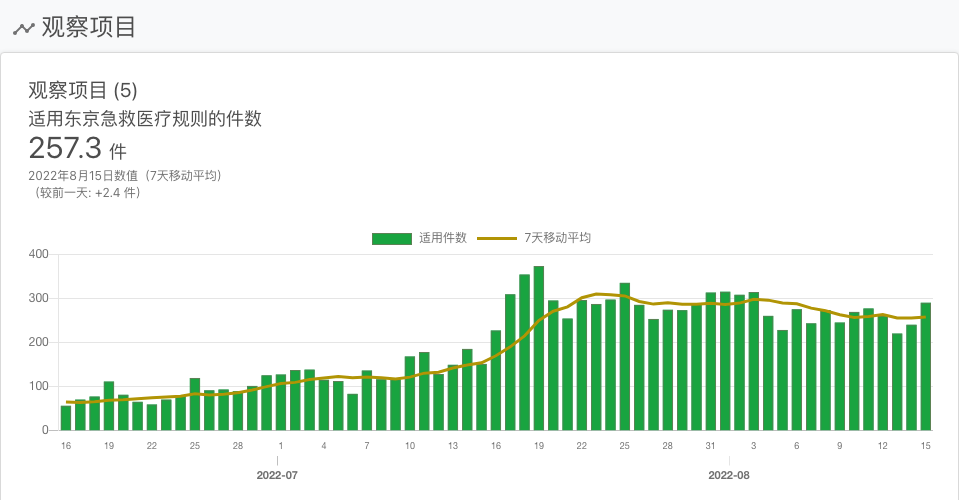 观察项目
观察项目 (5)
适用东京急救医疗规则的件数
257.3 件
2022年8月15日数值（7天移动平均）
（较前一天: +2.4 件）
适用件数 7天移动平均
400
300
200
100
0
16 19 22 25 28 1 4 7 10 13 16 19 22 25 28 31 3 6 9 12 15
2022-07 2022-08